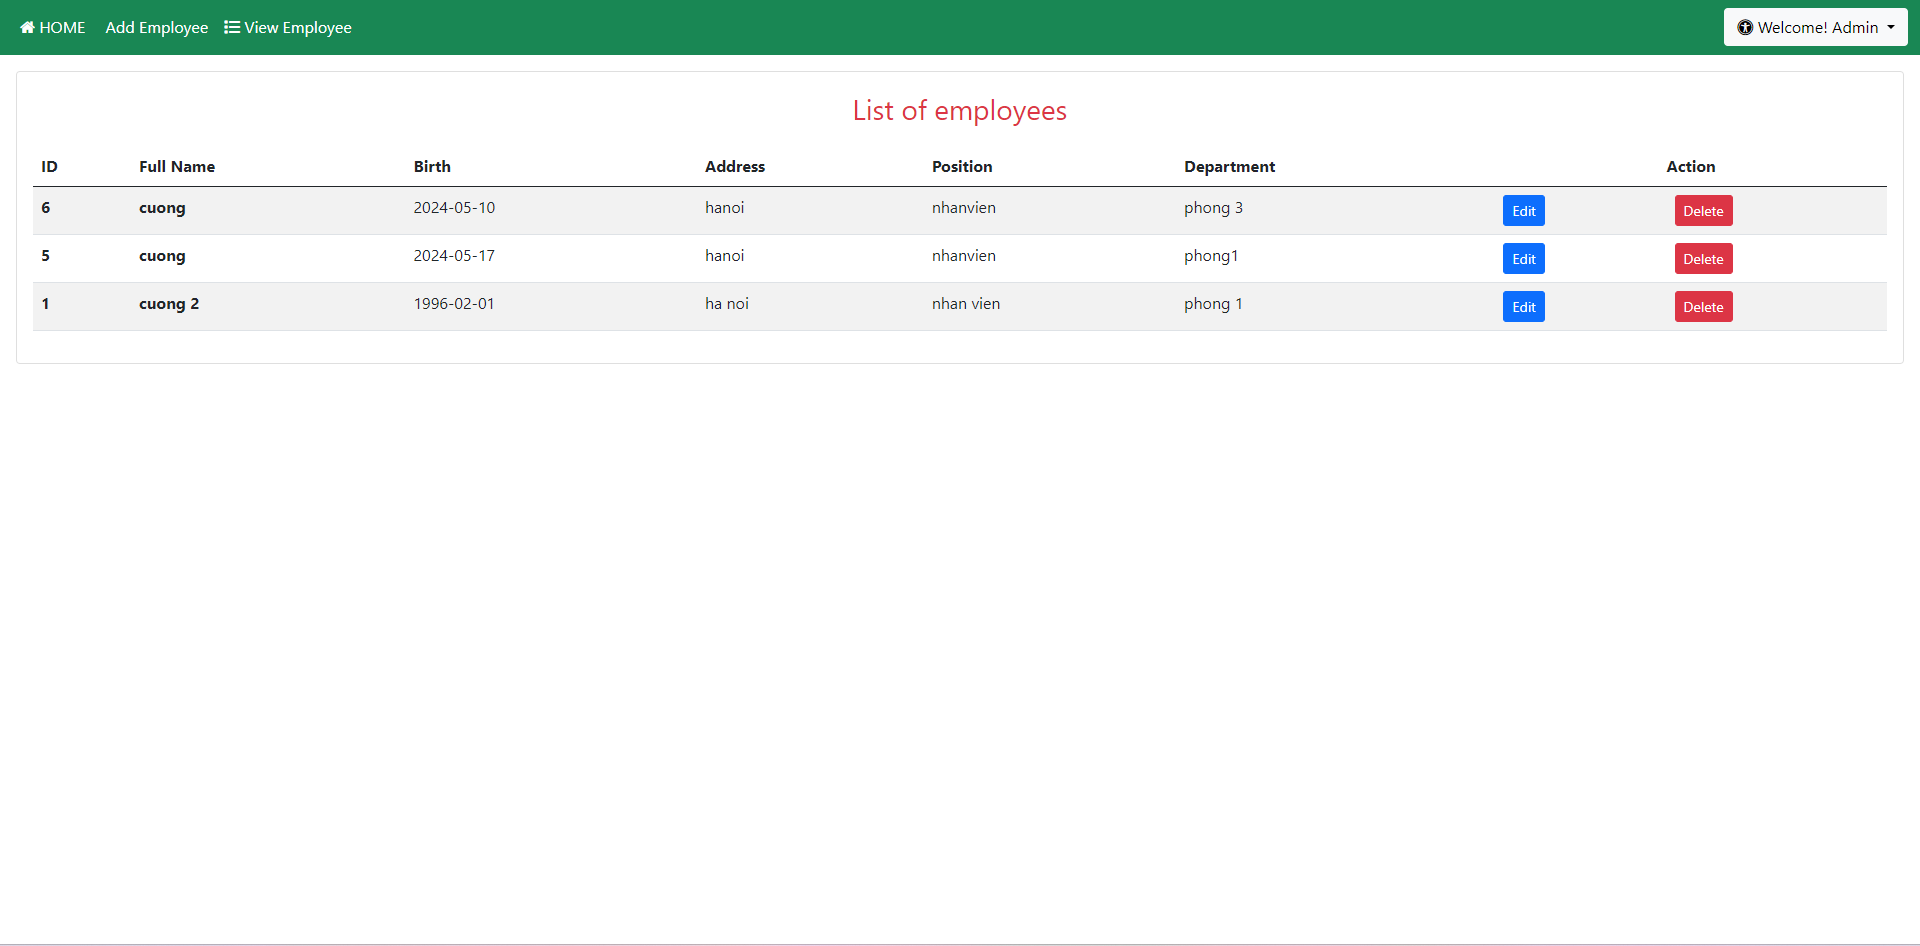 HOME Add Employee View Employee Welcome! Admin
List of employees
ID Full Name Birth Address Position Department Action
6 cuong 2024-05-10 hanoi nhanvien phong 3 Edit Delete
5 cuong 2024-05-17 hanoi nhanvien phong1 Edit Delete
1 cuong 2 1996-02-01 ha noi nhan vien phong 1 Edit Delete